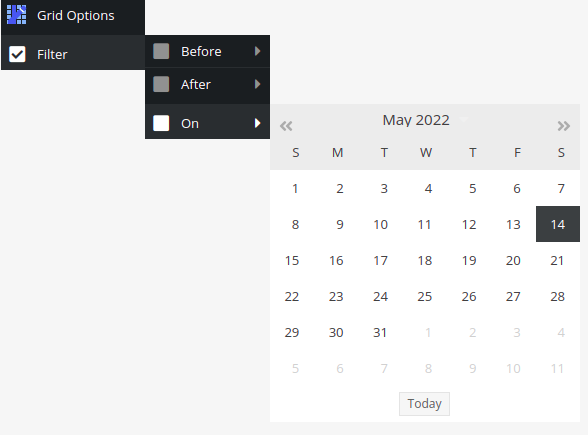 Grid Options
Filter
Before
After
On
« May 2022 »
S M T W T F S
1 2 3 4 5 6 7
8 9 10 11 12 13 14
15 16 17 18 19 20 21
22 23 24 25 26 27 28
29 30 31 1 2 3 4
5 6 7 8 9 10 11
Today